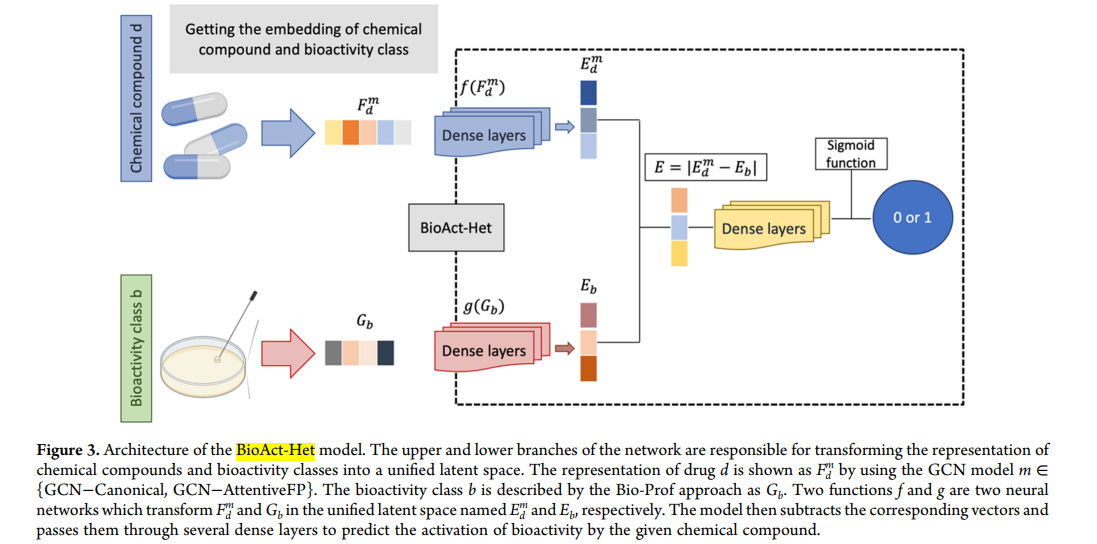 Chemical compound d
Getting the embedding of chemical
compound and bioactivity class
F_d^m
f(F_d^m)
Dense layers
E_d^m
E = |E_d^m − E_b|
Dense layers
Sigmoid
function
0 or 1
BioAct-Het
Bioactivity class b
G_b
g(G_b)
Dense layers
E_b
Figure 3. Architecture of the BioAct-Het model. The upper and lower branches of the network are responsible for transforming the representation of
chemical compounds and bioactivity classes into a unified latent space. The representation of drug d is shown as F_d^m by using the GCN model m ∈
{GCN−Canonical, GCN−AttentiveFP}. The bioactivity class b is described by the Bio-Prof approach as G_b. Two functions f and g are two neural
networks which transform F_d^m and G_b in the unified latent space named E_d^m and E_b, respectively. The model then subtracts the corresponding vectors and
passes them through several dense layers to predict the activation of bioactivity by the given chemical compound.